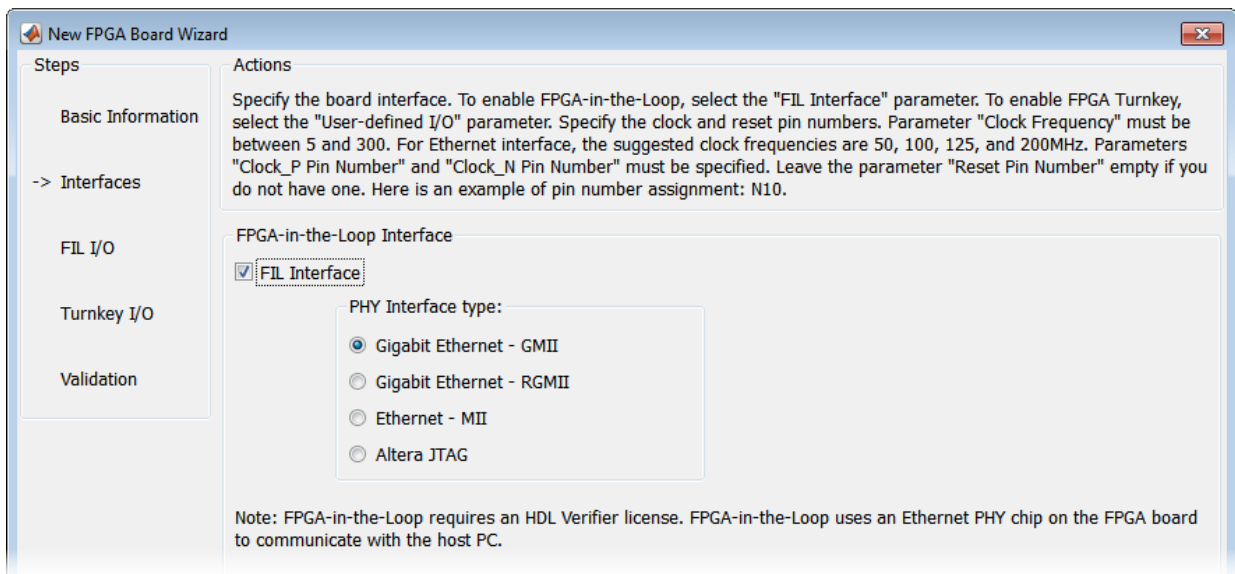 New FPGA Board Wizard
Steps
Basic Information
-> Interfaces
FIL I/O
Turnkey I/O
Validation
Actions
Specify the board interface. To enable FPGA-in-the-Loop, select the "FIL Interface" parameter. To enable FPGA Turnkey,
select the "User-defined I/O" parameter. Specify the clock and reset pin numbers. Parameter "Clock Frequency" must be
between 5 and 300. For Ethernet interface, the suggested clock frequencies are 50, 100, 125, and 200MHz. Parameters
"Clock_P Pin Number" and "Clock_N Pin Number" must be specified. Leave the parameter "Reset Pin Number" empty if you
do not have one. Here is an example of pin number assignment: N10.
FPGA-in-the-Loop Interface
FIL Interface
PHY Interface type:
Gigabit Ethernet - GMII
Gigabit Ethernet - RGMII
Ethernet - MII
Altera JTAG
Note: FPGA-in-the-Loop requires an HDL Verifier license. FPGA-in-the-Loop uses an Ethernet PHY chip on the FPGA board
to communicate with the host PC.